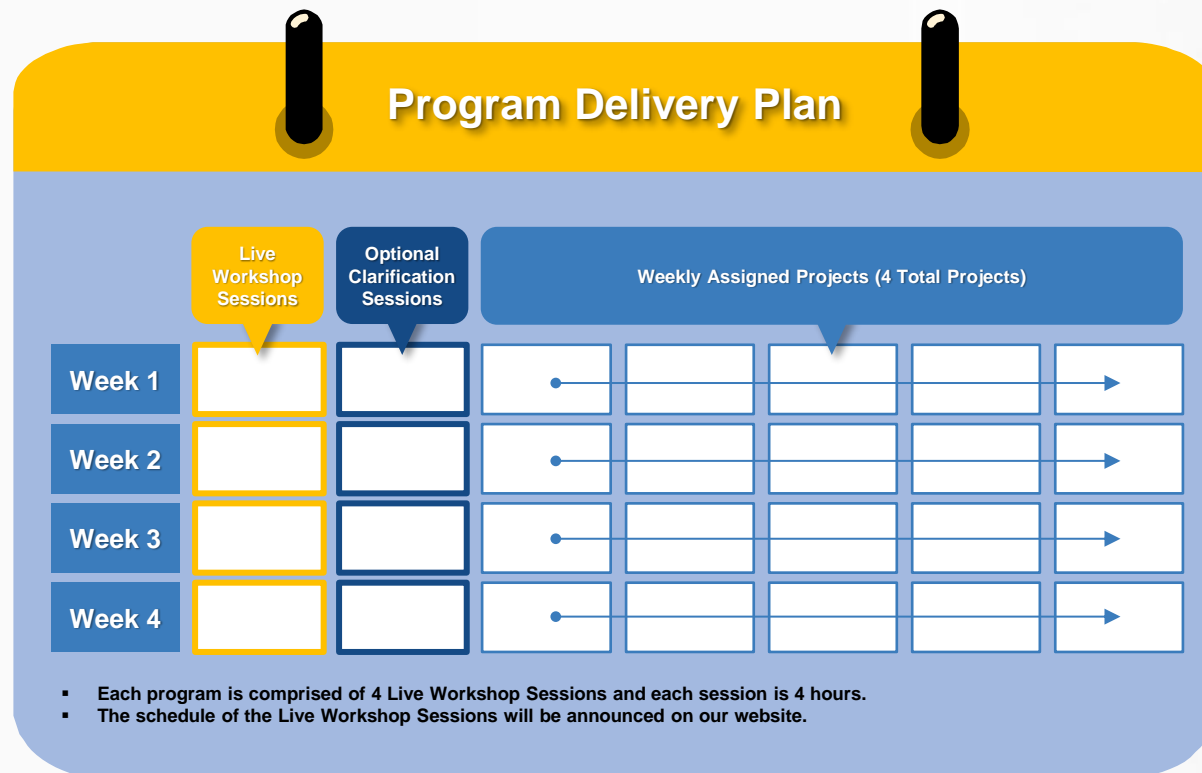 Program Delivery Plan
Live
Workshop
Sessions
Optional
Clarification
Sessions
Weekly Assigned Projects (4 Total Projects)
Week 1
Week 2
Week 3
Week 4
▪ Each program is comprised of 4 Live Workshop Sessions and each session is 4 hours.
▪ The schedule of the Live Workshop Sessions will be announced on our website.